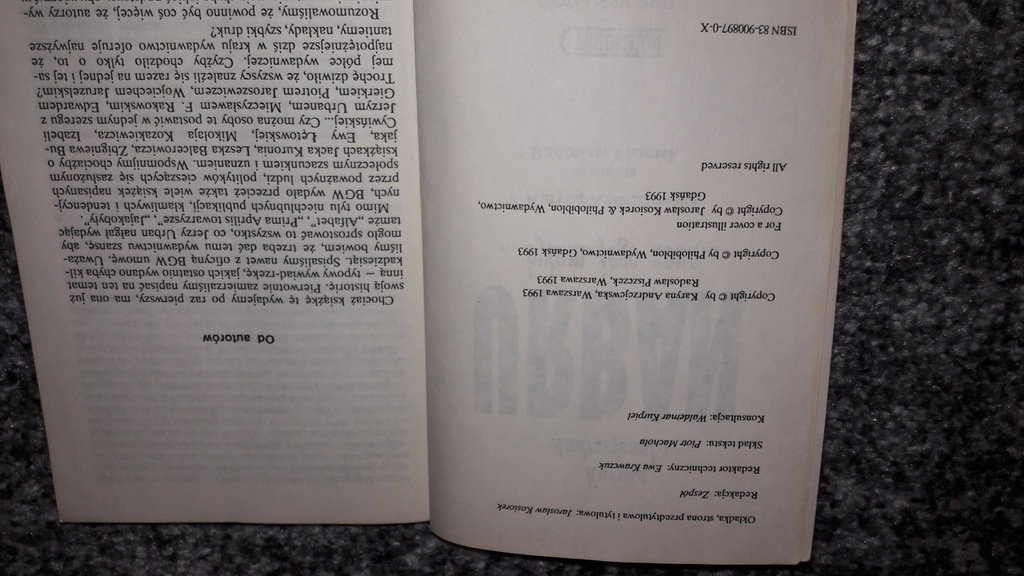 Okładka, strona przedtytułowa i tytułowa: Jarosław Kosiorek
Redakcja: Zespół
Redaktor techniczny: Ewa Krawczuk
Skład tekstu: Piotr Machola
Konsultacja: Waldemar Kurpiel
Copyright © by Karyna Andrzejewska, Warszawa 1993
Radosław Piszczek, Warszawa 1993
Copyright © by Philobiblon, Wydawnictwo, Gdańsk 1993
For a cover illustration
Copyright © by Jarosław Kosiorek & Philobiblon, Wydawnictwo,
Gdańsk 1993
All rights reserved
ISBN 83-900897-0-X
Od autorów
Chociaż książkę tę wydajemy po raz pierwszy, ma ona już
swoją historię. Pierwotnie zamierzaliśmy napisać na ten temat
inną — typowy wywiad-rzekę, jakich ostatnio wydano chyba kil-
kadziesiąt. Spisaliśmy nawet z oficyną BGW umowę. Uważa-
liśmy bowiem, że trzeba dać temu wydawnictwu szansę, aby
mogło sprostować to wszystko, co Jerzy Urban nałgał wydając
tamże „Alfabet", „Prima Aprilis towarzysze", „Jajakobyły".
Mimo tylu niechlubnych publikacji, kłamliwych i tendencyj-
nych, BGW wydało przecież także wiele książek napisanych
przez poważnych ludzi, polityków cieszących się zasłużonym
społecznym szacunkiem i uznaniem. Wspomnijmy chociażby o
książkach Jacka Kuronia, Leszka Balcerowicza, Zbigniewa Bu-
jaka, Ewy Łętowskiej, Mikołaja Kozakiewicza, Izabeli
Cywińskiej... Czy można osoby te postawić w jednym szeregu z
Jerzym Urbanem, Mieczysławem F. Rakowskim, Edwardem
Gierkiem, Piotrem Jaroszewiczem, Wojciechem Jaruzelskim?
Trochę dziwiło, że wszyscy znaleźli się razem na jednej i tej sa-
mej półce wydawniczej. Czyżby chodziło tylko o to, że
najpotężniejsze dziś w kraju wydawnictwo oferuje najwyższe
tantiemy, nakłady, szybki druk?
Rozumowaliśmy, że powinno być coś więcej, że autorzy wy-